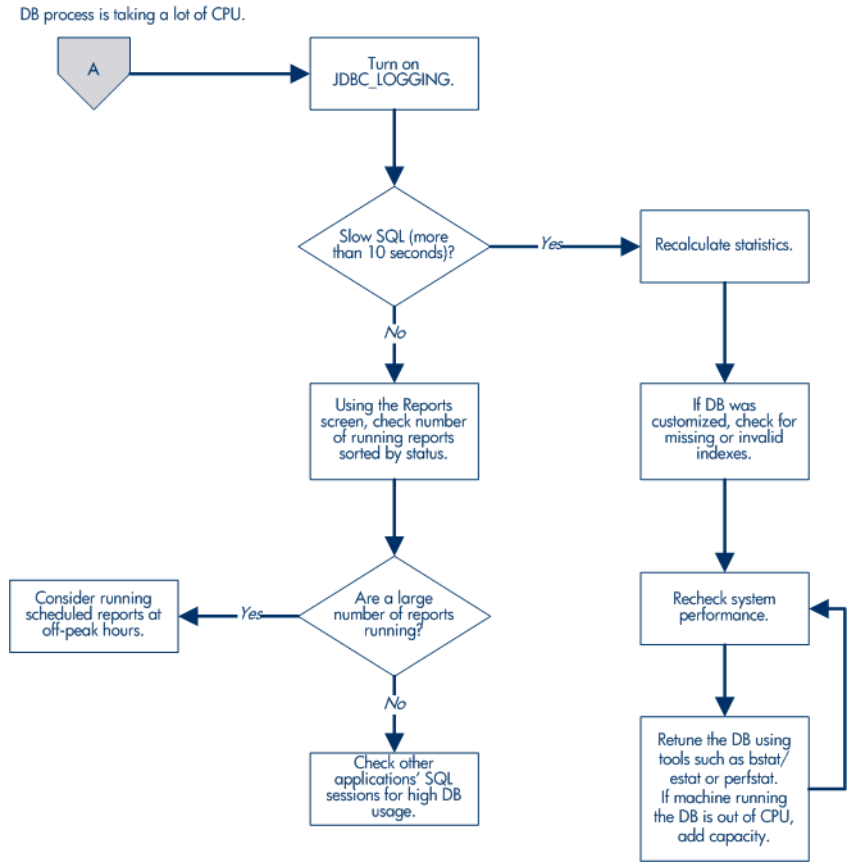 DB process is taking a lot of CPU.
A
Turn on
JDBC_LOGGING.
Slow SQL (more
than 10 seconds)?
Yes
Recalculate statistics.
No
Using the Reports
screen, check number
of running reports
sorted by status.
If DB was
customized, check for
missing or invalid
indexes.
Consider running
scheduled reports at
off-peak hours.
Yes
Are a large
number of reports
running?
Recheck system
performance.
No
Check other
applications' SQL
sessions for high DB
usage.
Retune the DB using
tools such as bstat/
estat or perfstat.
If machine running
the DB is out of CPU,
add capacity.